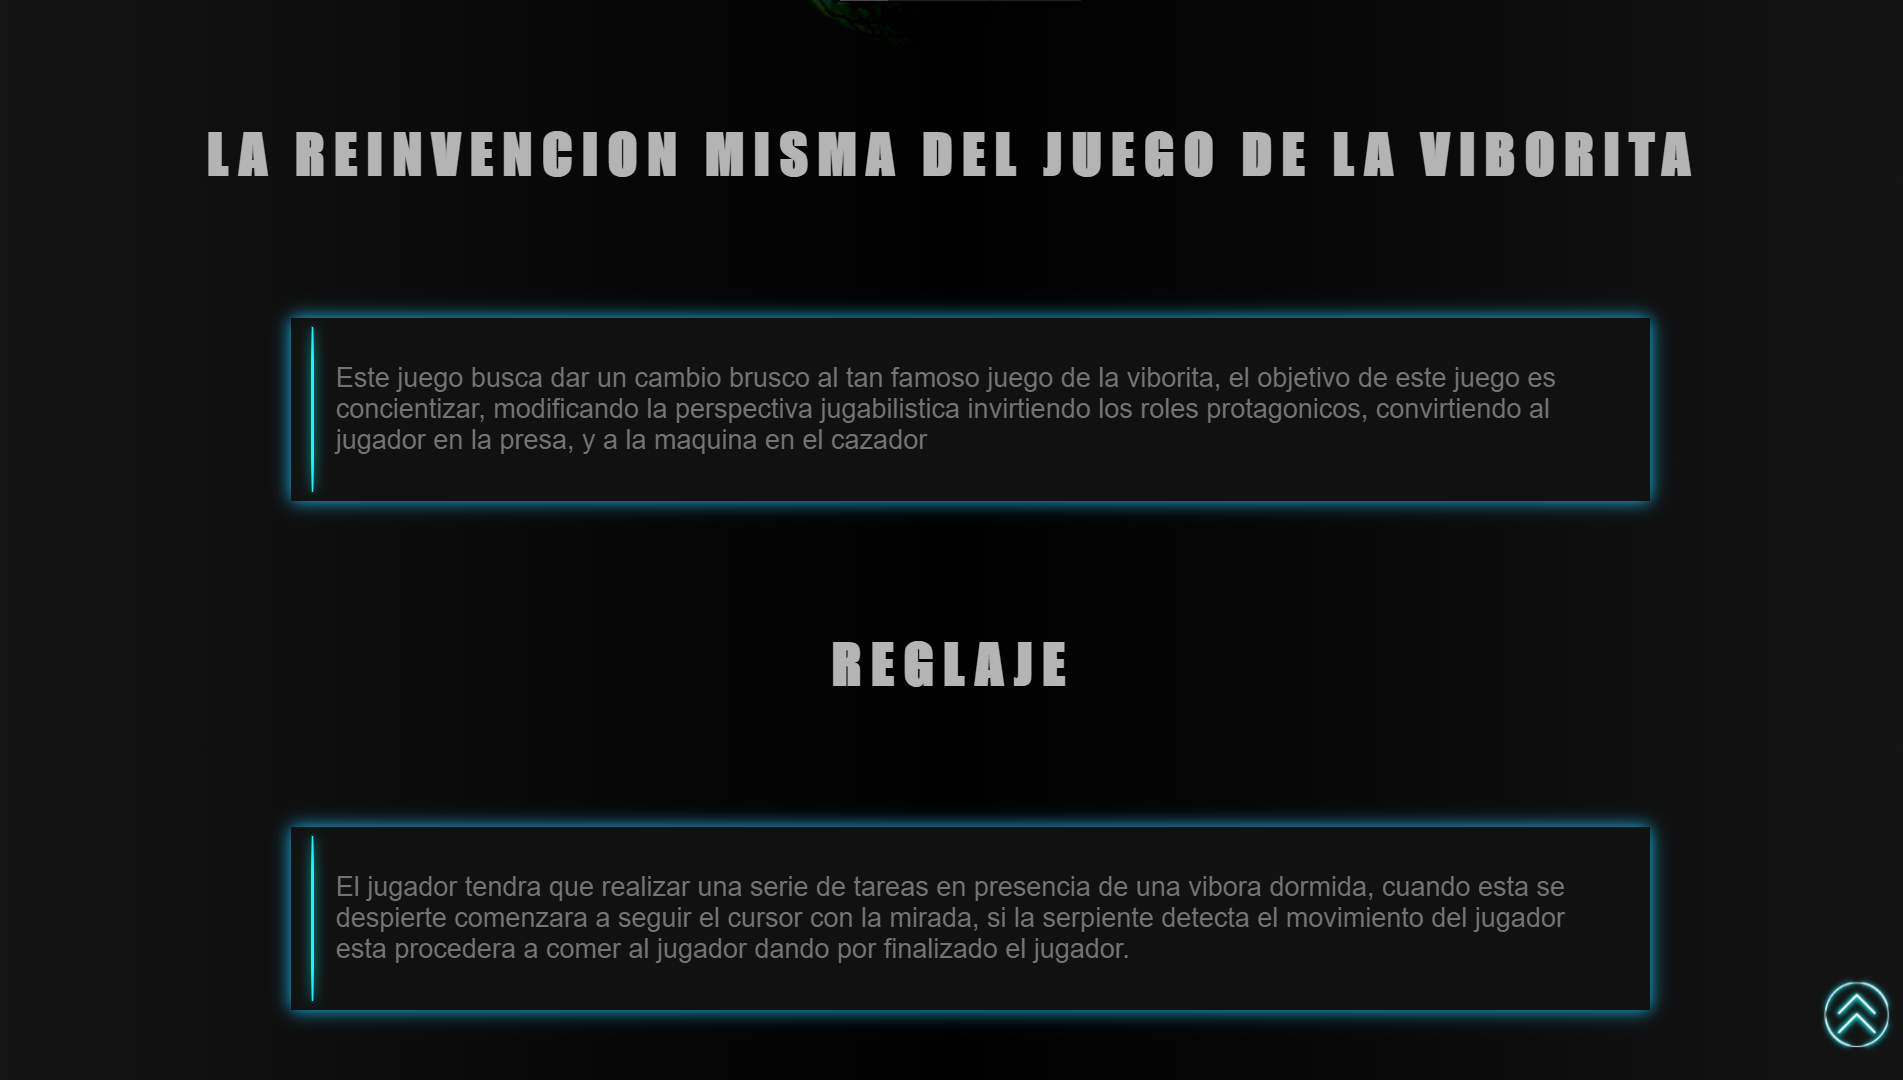 LA REINVENCION MISMA DEL JUEGO DE LA VIBORITA
Este juego busca dar un cambio brusco al tan famoso juego de la viborita, el objetivo de este juego es
concientizar, modificando la perspectiva jugabilistica invirtiendo los roles protagonicos, convirtiendo al
jugador en la presa, y a la maquina en el cazador
REGLAJE
El jugador tendra que realizar una serie de tareas en presencia de una vibora dormida, cuando esta se
despierte comenzara a seguir el cursor con la mirada, si la serpiente detecta el movimiento del jugador
esta procedera a comer al jugador dando por finalizado el jugador.